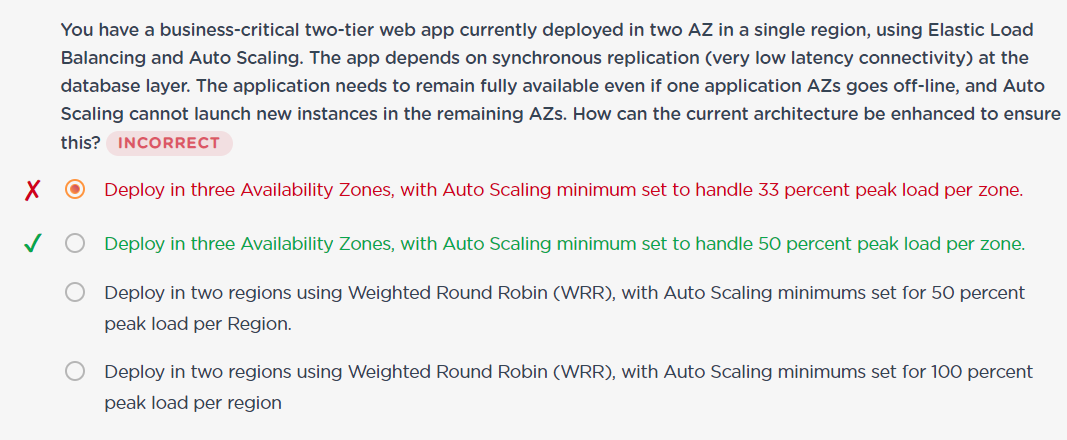 You have a business-critical two-tier web app currently deployed in two AZ in a single region, using Elastic Load
Balancing and Auto Scaling. The app depends on synchronous replication (very low latency connectivity) at the
database layer. The application needs to remain fully available even if one application AZs goes off-line, and Auto
Scaling cannot launch new instances in the remaining AZs. How can the current architecture be enhanced to ensure
this? INCORRECT
Deploy in three Availability Zones, with Auto Scaling minimum set to handle 33 percent peak load per zone.
Deploy in three Availability Zones, with Auto Scaling minimum set to handle 50 percent peak load per zone.
Deploy in two regions using Weighted Round Robin (WRR), with Auto Scaling minimums set for 50 percent
peak load per Region.
Deploy in two regions using Weighted Round Robin (WRR), with Auto Scaling minimums set for 100 percent
peak load per region